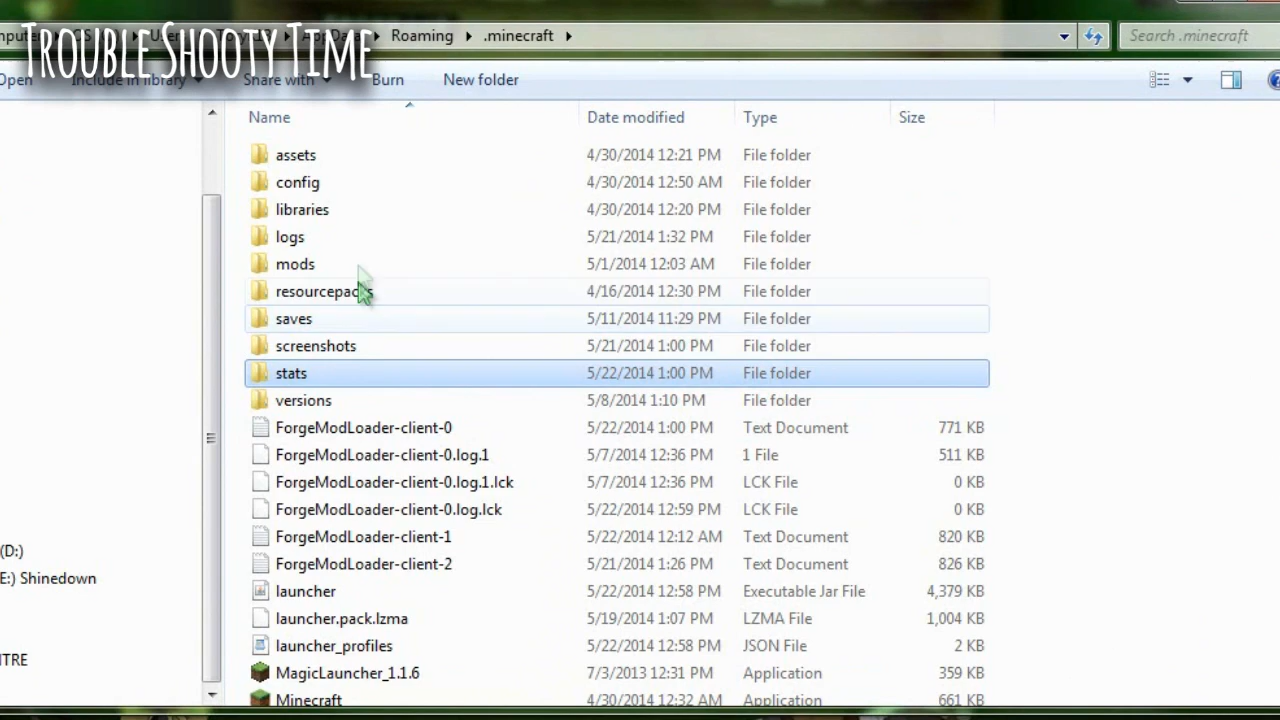 TROUBLE SHOOTY TIME
Roaming .minecraft
Search .minecraft
Open Include in library Share with Burn New folder
Name Date modified Type Size
assets 4/30/2014 12:21 PM File folder
config 4/30/2014 12:50 AM File folder
libraries 4/30/2014 12:20 PM File folder
logs 5/21/2014 1:32 PM File folder
mods 5/1/2014 12:03 AM File folder
resourcepacks 4/16/2014 12:30 PM File folder
saves 5/11/2014 11:29 PM File folder
screenshots 5/21/2014 1:00 PM File folder
stats 5/22/2014 1:00 PM File folder
versions 5/8/2014 1:10 PM File folder
ForgeModLoader-client-0 5/22/2014 1:00 PM Text Document 771 KB
ForgeModLoader-client-0.log.1 5/7/2014 12:36 PM 1 File 511 KB
ForgeModLoader-client-0.log.1.lck 5/7/2014 12:36 PM LCK File 0 KB
ForgeModLoader-client-0.log.lck 5/22/2014 12:59 PM LCK File 0 KB
ForgeModLoader-client-1 5/22/2014 12:12 AM Text Document 820 KB
(D:)
ForgeModLoader-client-2 5/21/2014 1:26 PM Text Document 826 KB
E:) Shinedown
launcher 5/22/2014 12:58 PM Executable Jar File 4,379 KB
launcher.pack.lzma 5/19/2014 1:07 PM LZMA File 1,004 KB
launcher_profiles 5/22/2014 12:58 PM JSON File 2 KB
NTRE
MagicLauncher_1.1.6 7/3/2013 12:31 PM Application 359 KB
Minecraft 4/30/2014 12:32 AM Application 661 KB